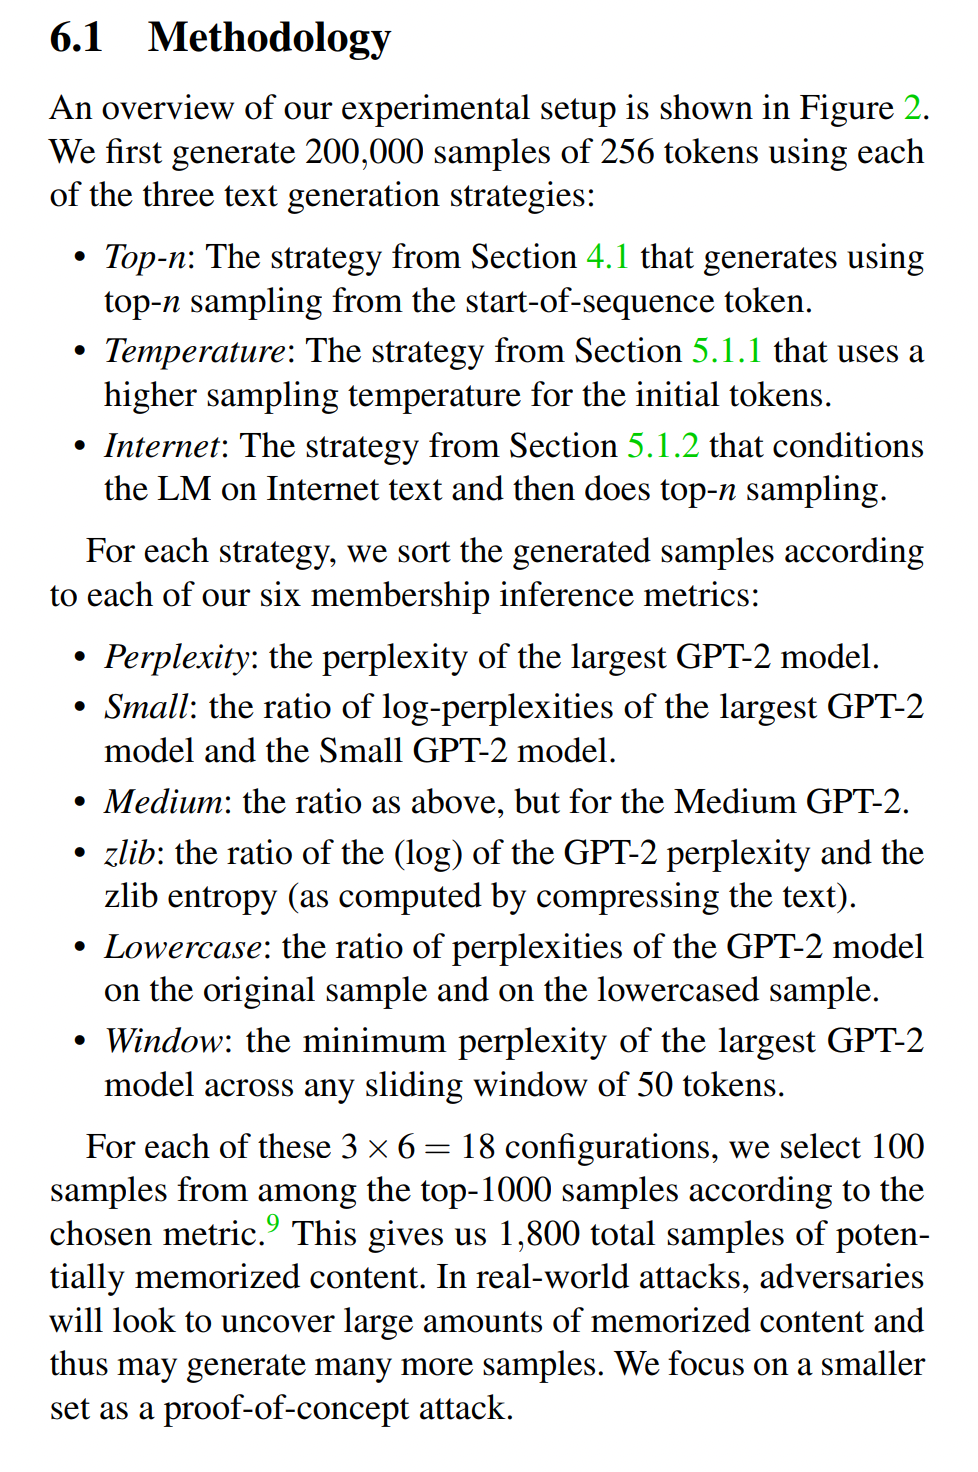 6.1 Methodology
An overview of our experimental setup is shown in Figure 2.
We first generate 200,000 samples of 256 tokens using each
of the three text generation strategies:
• Top-n: The strategy from Section 4.1 that generates using
top-n sampling from the start-of-sequence token.
• Temperature: The strategy from Section 5.1.1 that uses a
higher sampling temperature for the initial tokens.
• Internet: The strategy from Section 5.1.2 that conditions
the LM on Internet text and then does top-n sampling.
For each strategy, we sort the generated samples according
to each of our six membership inference metrics:
• Perplexity: the perplexity of the largest GPT-2 model.
• Small: the ratio of log-perplexities of the largest GPT-2
model and the Small GPT-2 model.
• Medium: the ratio as above, but for the Medium GPT-2.
• zlib: the ratio of the (log) of the GPT-2 perplexity and the
zlib entropy (as computed by compressing the text).
• Lowercase: the ratio of perplexities of the GPT-2 model
on the original sample and on the lowercased sample.
• Window: the minimum perplexity of the largest GPT-2
model across any sliding window of 50 tokens.
For each of these 3 × 6 = 18 configurations, we select 100
samples from among the top-1000 samples according to the
chosen metric.9 This gives us 1,800 total samples of poten-
tially memorized content. In real-world attacks, adversaries
will look to uncover large amounts of memorized content and
thus may generate many more samples. We focus on a smaller
set as a proof-of-concept attack.